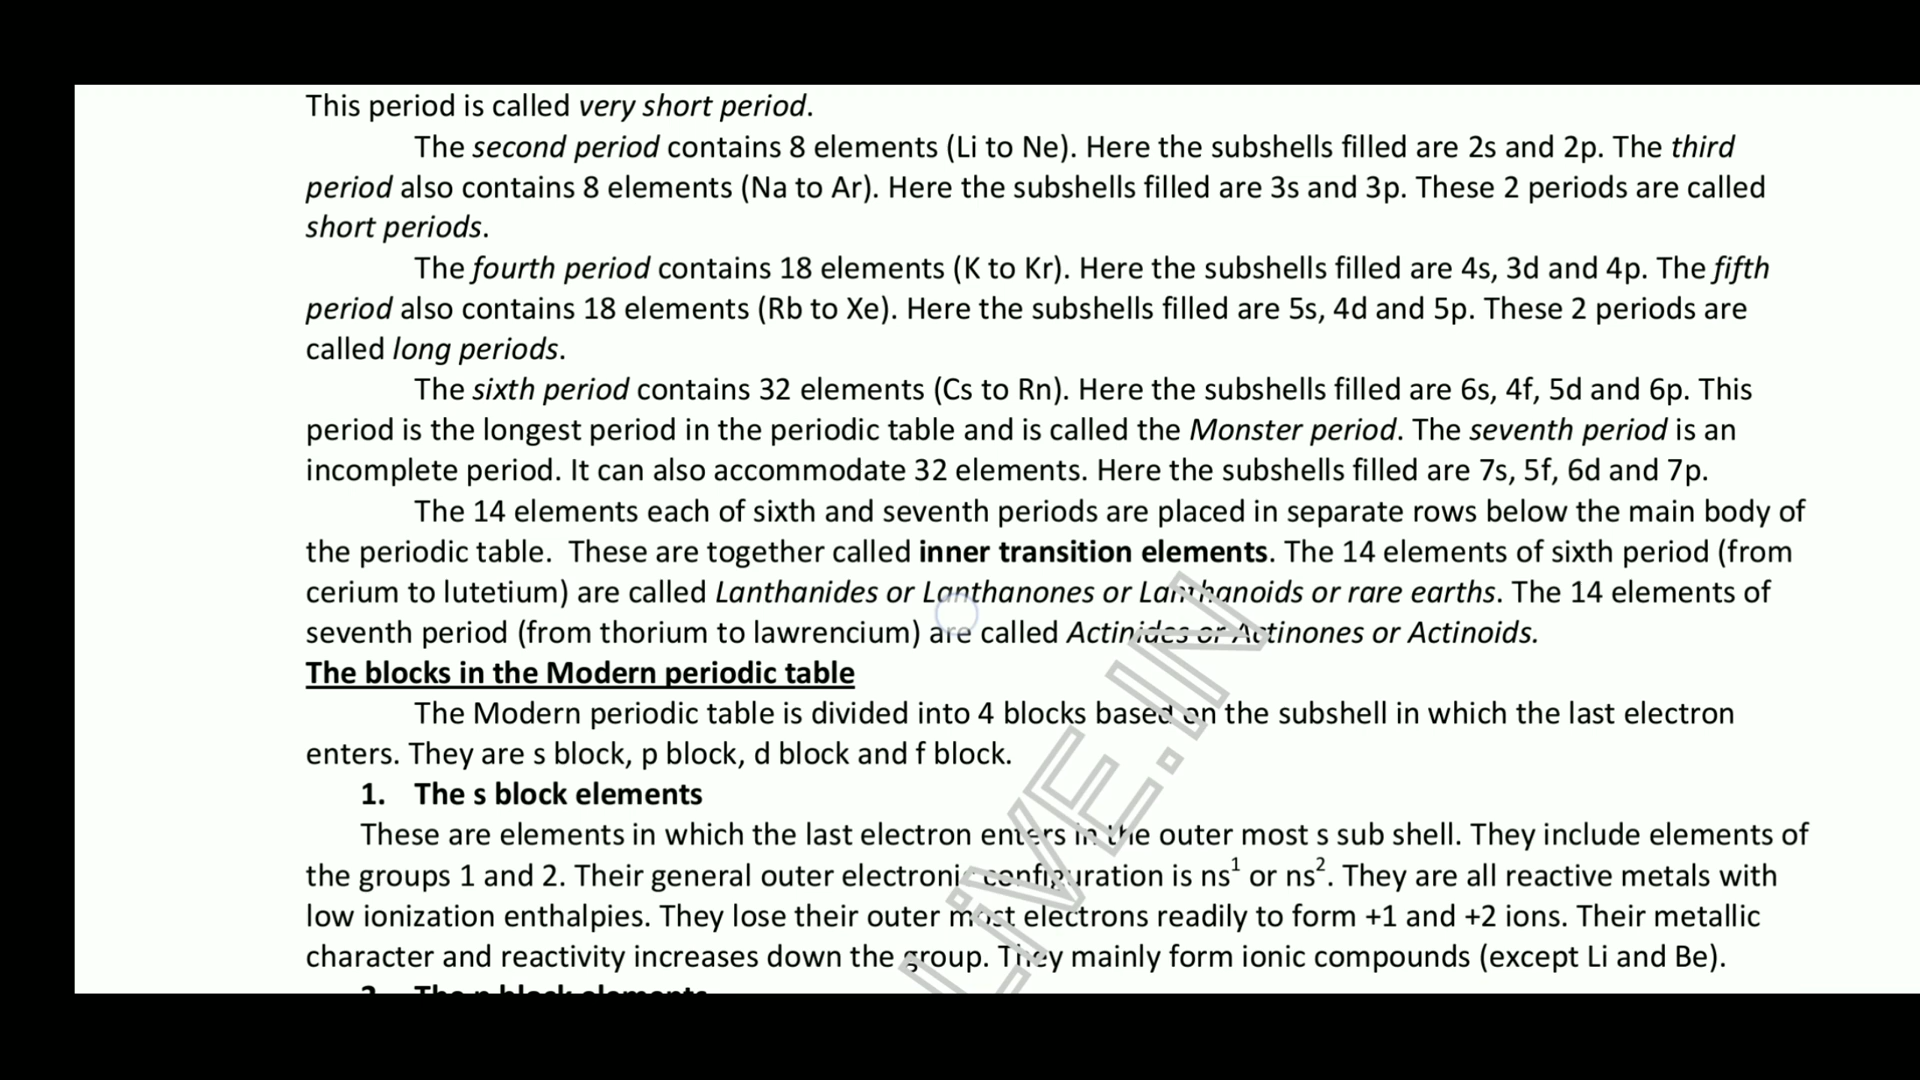 This period is called very short period.
The second period contains 8 elements (Li to Ne). Here the subshells filled are 2s and 2p. The third
period also contains 8 elements (Na to Ar). Here the subshells filled are 3s and 3p. These 2 periods are called
short periods.
The fourth period contains 18 elements (K to Kr). Here the subshells filled are 4s, 3d and 4p. The fifth
period also contains 18 elements (Rb to Xe). Here the subshells filled are 5s, 4d and 5p. These 2 periods are
called long periods.
The sixth period contains 32 elements (Cs to Rn). Here the subshells filled are 6s, 4f, 5d and 6p. This
period is the longest period in the periodic table and is called the Monster period. The seventh period is an
incomplete period. It can also accommodate 32 elements. Here the subshells filled are 7s, 5f, 6d and 7p.
The 14 elements each of sixth and seventh periods are placed in separate rows below the main body of
the periodic table. These are together called inner transition elements. The 14 elements of sixth period (from
cerium to lutetium) are called Lanthanides or Lanthanones or Lanthanoids or rare earths. The 14 elements of
seventh period (from thorium to lawrencium) are called Actinides or Actinones or Actinoids.
The blocks in the Modern periodic table
The Modern periodic table is divided into 4 blocks based on the subshell in which the last electron
enters. They are s block, p block, d block and f block.
1. The s block elements
These are elements in which the last electron enters in the outer most s sub shell. They include elements of
the groups 1 and 2. Their general outer electronic configuration is ns¹ or ns². They are all reactive metals with
low ionization enthalpies. They lose their outer most electrons readily to form +1 and +2 ions. Their metallic
character and reactivity increases down the group. They mainly form ionic compounds (except Li and Be).
2. The p block elements
LIVE.IN